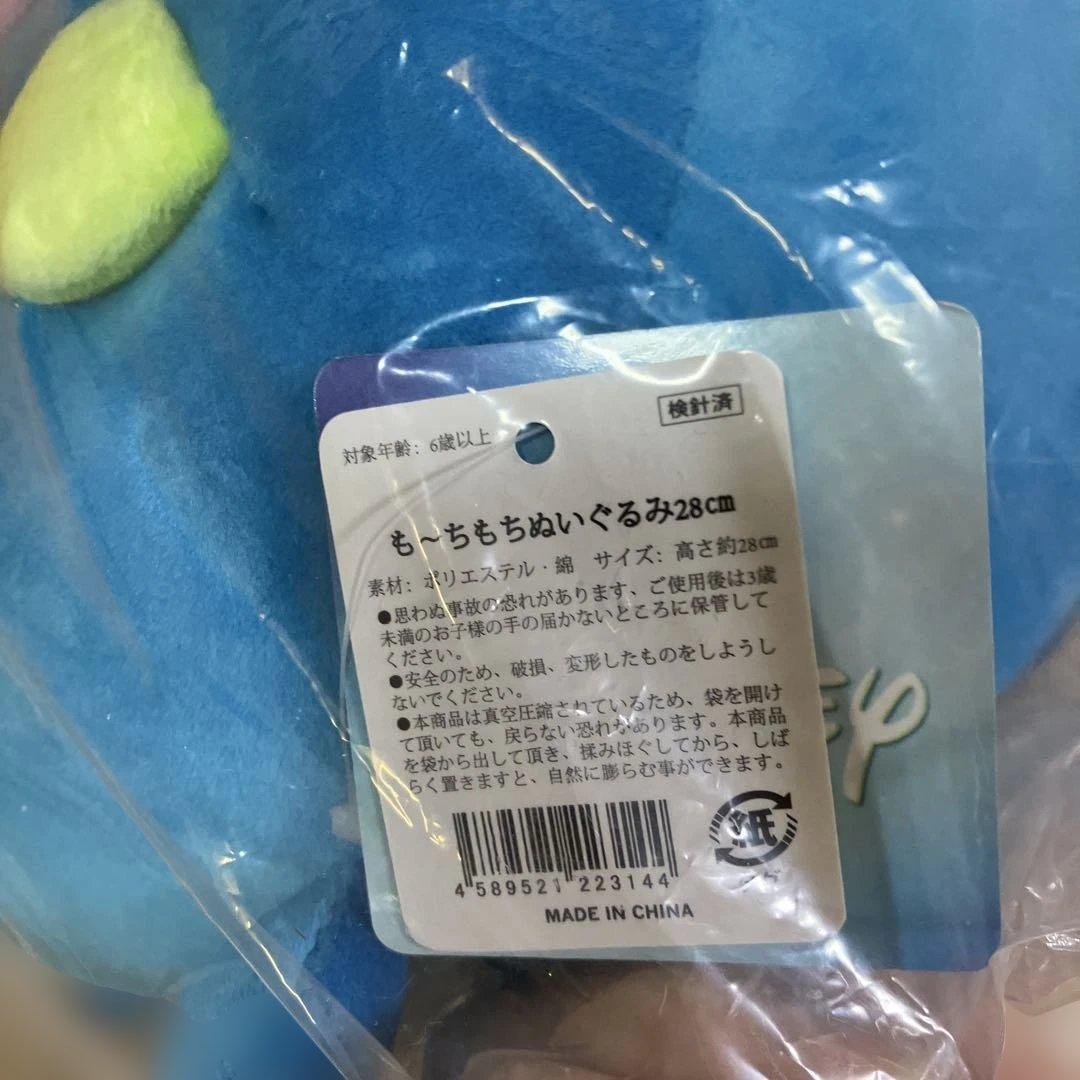 検針済
対象年齢: 6歳以上
も～ちもちぬいぐるみ28㎝
素材: ポリエステル・綿 サイズ: 高さ約28㎝
●思わぬ事故の恐れがあります、ご使用後は3歳
未満のお子様の手の届かないところに保管して
ください。
●安全のため、破損、変形したものをしようし
ないでください。
●本商品は真空圧縮されているため、袋を開け
て頂いても、戻らない恐れがあります。本商品
を袋から出して頂き、揉みほぐしてから、しば
らく置きますと、自然に膨らむ事ができます。
紙
タグ
4 589521 223144
MADE IN CHINA